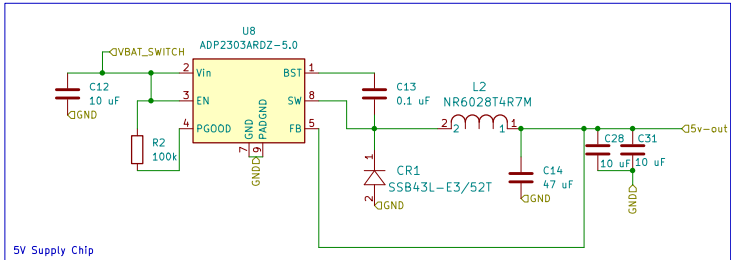 U8
ADP2303ARDZ-5.0
VBAT_SWITCH
2 Vin BST 1
3 EN SW 8
4 PGOOD FB 5
GND PADGND
7 9
GND
C12
10 uF
GND
R2
100k
C13
0.1 uF
L2
NR6028T4R7M
2 2 1 1
1
CR1
SSB43L-E3/52T
2
GND
C14
47 uF
GND
C28
10 uF
C31
10 uF
GND
5v-out
5V Supply Chip